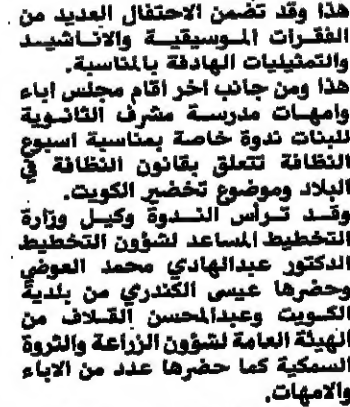 هذا وقد تضمن الاحتفال العديد من
الفقرات الموسيقية والاناشيد
والتمثيليات الهادفة بالمناسبة.
هذا ومن جانب اخر أقام مجلس اباء
وامهات مدرسة مشرف الثانوية
للبنات ندوة خاصة بمناسبة اسبوع
النظافة تتعلق بقانون النظافة في
البلاد وموضوع تخضير الكويت.
وقد ترأس الندوة وكيل وزارة
التخطيط المساعد لشؤون التخطيط
الدكتور عبدالهادي محمد العوضي
وحضرها عيسى الكندري من بلدية
الكويت وعبدالمحسن القلاف من
الهيئة العامة لشؤون الزراعة والثروة
السمكية كما حضرها عدد من الاباء
والامهات.